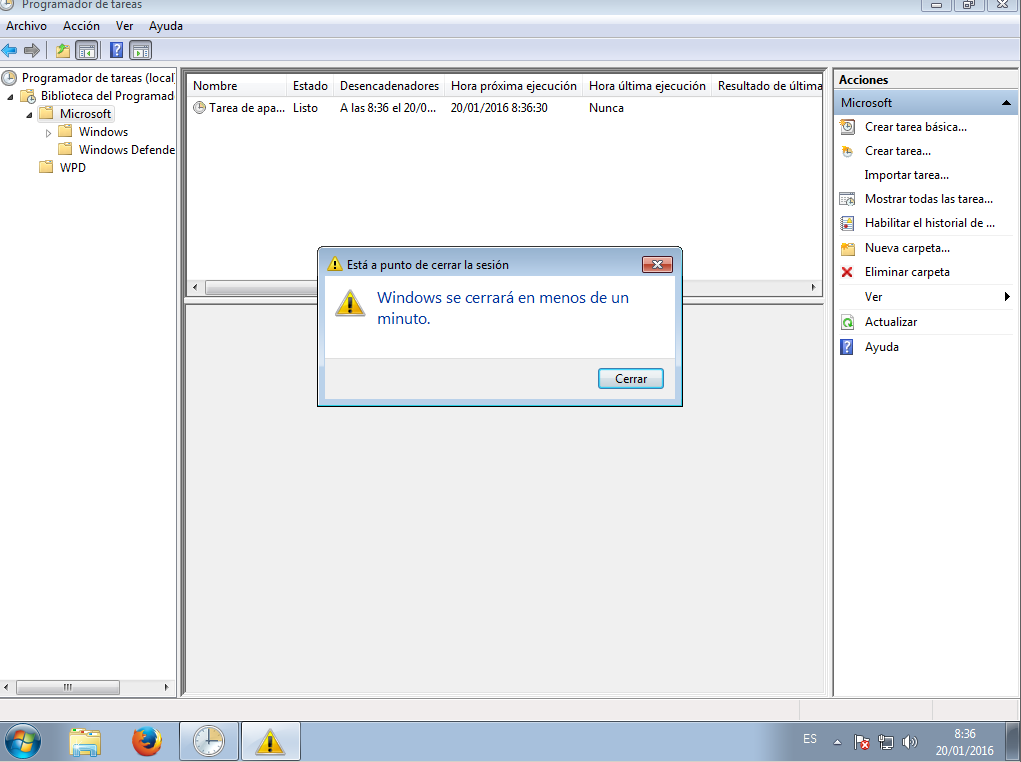 Programador de tareas
Archivo Acción Ver Ayuda
Programador de tareas (local
Biblioteca del Programad
Microsoft
Windows
Windows Defende
WPD
Nombre Estado Desencadenadores Hora próxima ejecución Hora última ejecución Resultado de última
Tarea de apa... Listo A las 8:36 el 20/0... 20/01/2016 8:36:30 Nunca
Está a punto de cerrar la sesión
Windows se cerrará en menos de un
minuto.
Cerrar
Acciones
Microsoft
Crear tarea básica...
Crear tarea...
Importar tarea...
Mostrar todas las tarea...
Habilitar el historial de ...
Nueva carpeta...
Eliminar carpeta
Ver
Actualizar
Ayuda
ES
8:36
20/01/2016